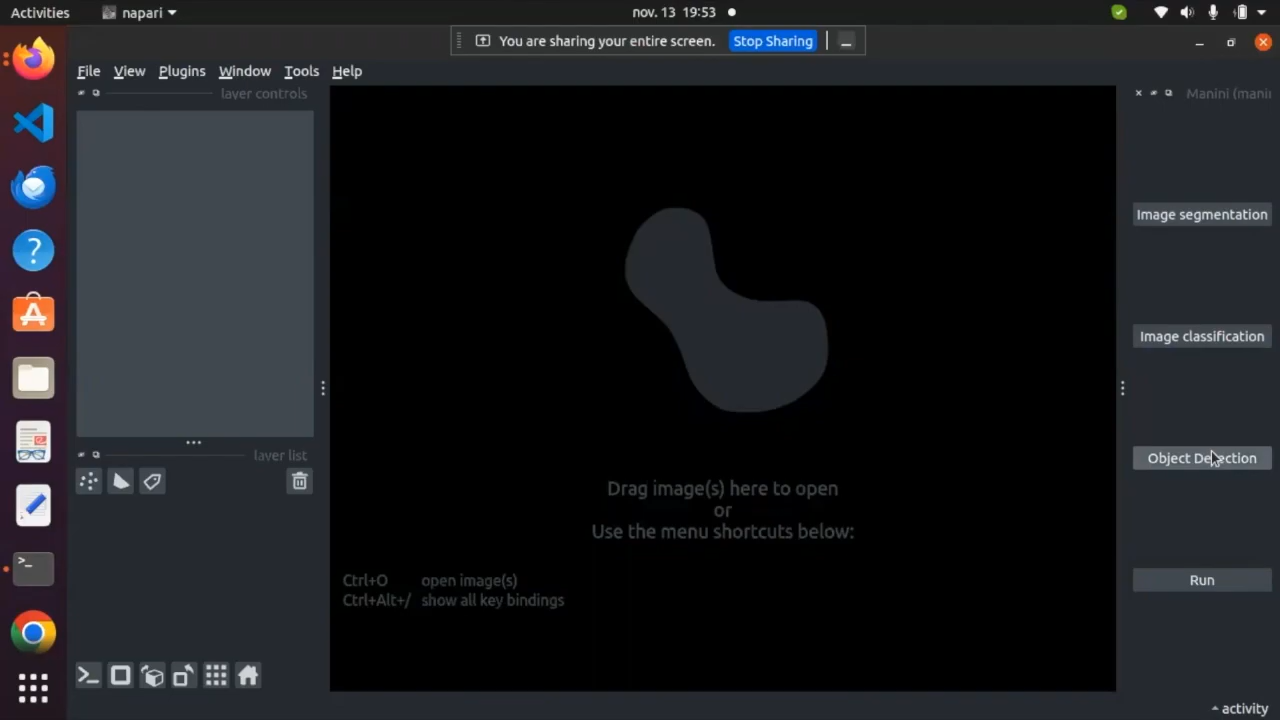 Activities
napari
nov. 13 19:53
You are sharing your entire screen.
Stop Sharing
File View Plugins Window Tools Help
layer controls
Manini
Image segmentation
Image classification
Object Detection
Run
Drag image(s) here to open
or
Use the menu shortcuts below:
Ctrl+O open image(s)
Ctrl+Alt+/ show all key bindings
layer list
activity